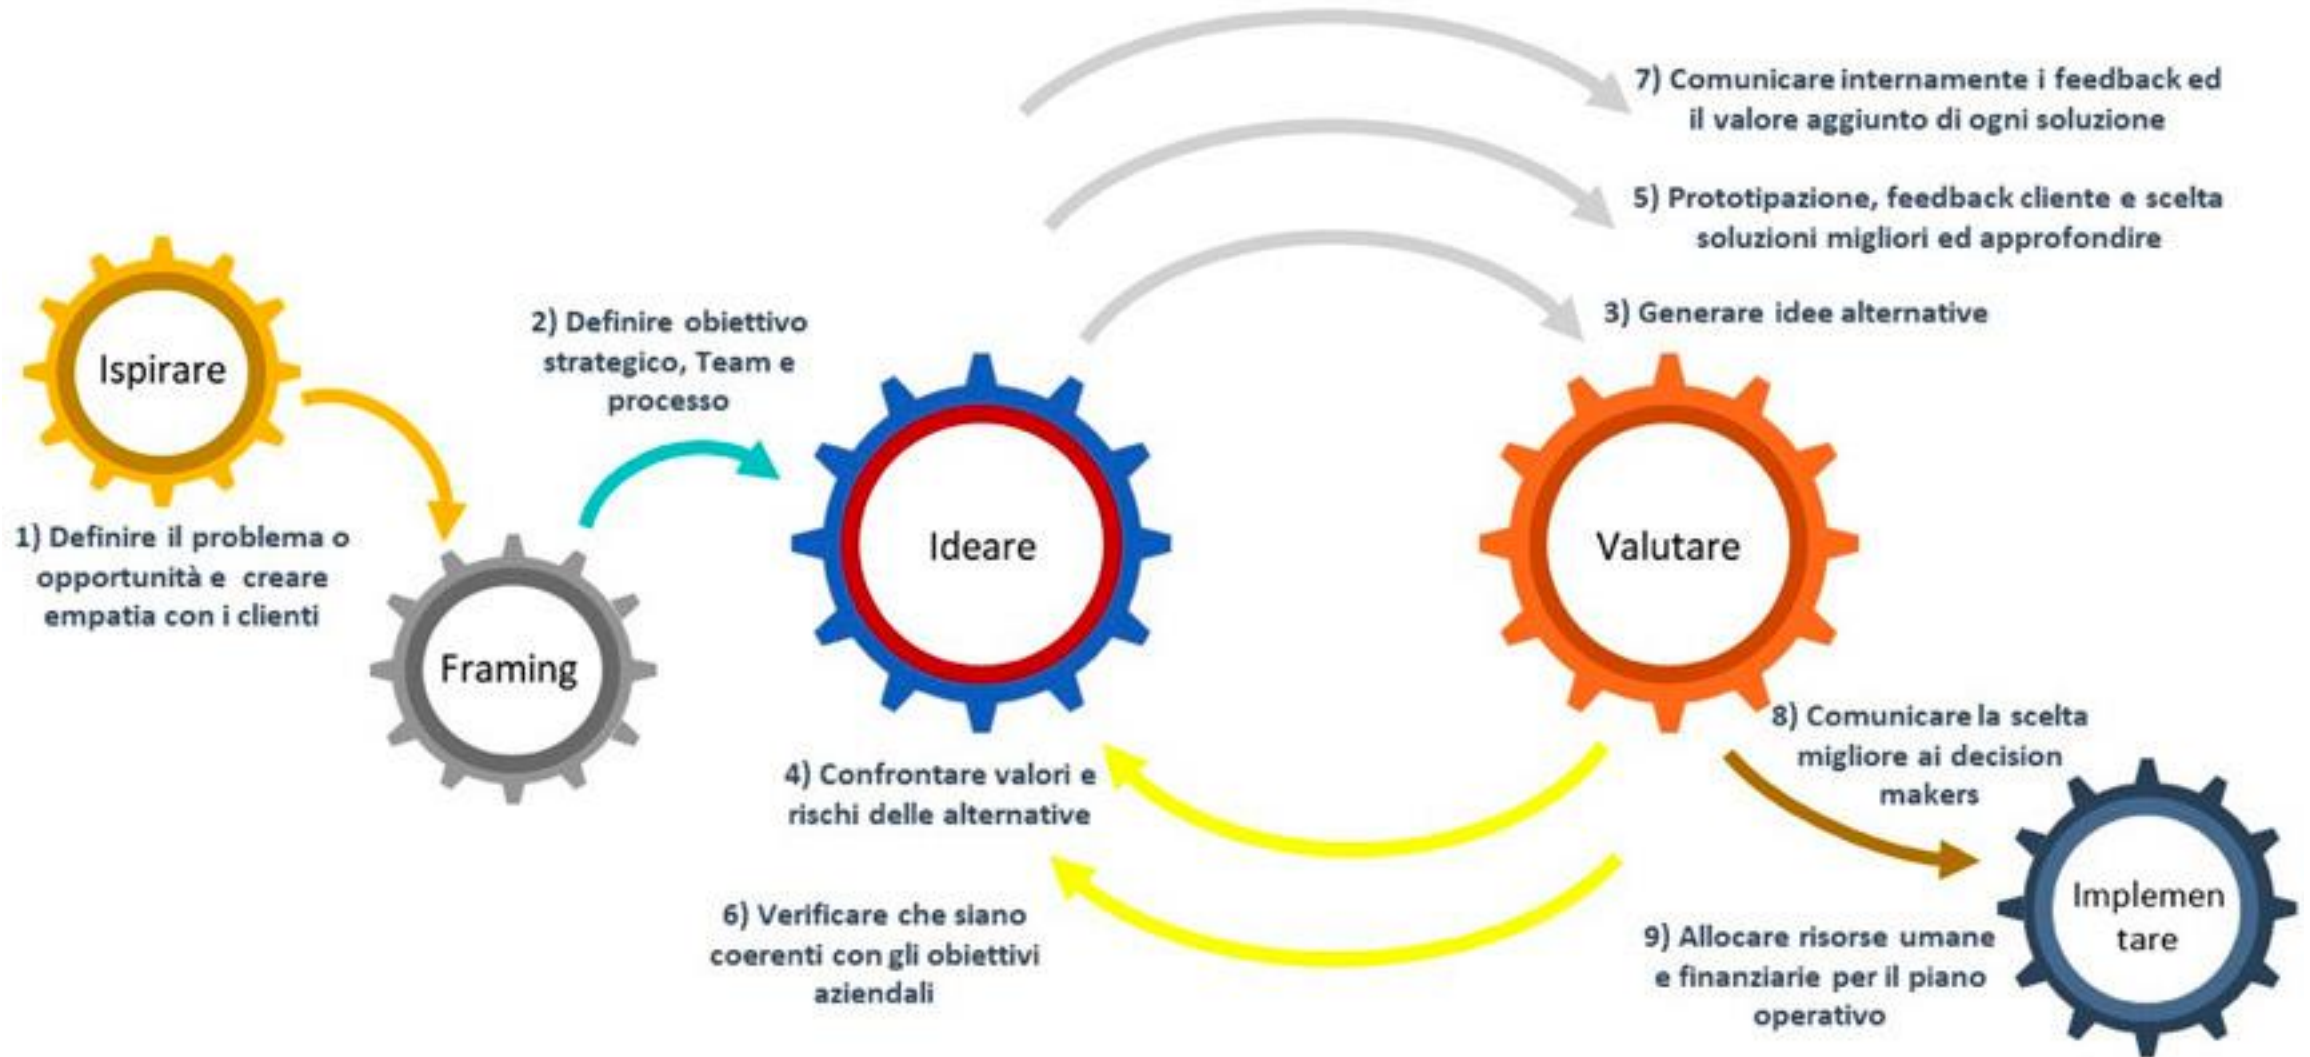 Ispirare
1) Definire il problema o
opportunità e creare
empatia con i clienti
Framing
2) Definire obiettivo
strategico, Team e
processo
Ideare
7) Comunicare internamente i feedback ed
il valore aggiunto di ogni soluzione
5) Prototipazione, feedback cliente e scelta
soluzioni migliori ed approfondire
3) Generare idee alternative
Valutare
4) Confrontare valori e
rischi delle alternative
6) Verificare che siano
coerenti con gli obiettivi
aziendali
8) Comunicare la scelta
migliore ai decision
makers
9) Allocare risorse umane
e finanziarie per il piano
operativo
Implemen
tare